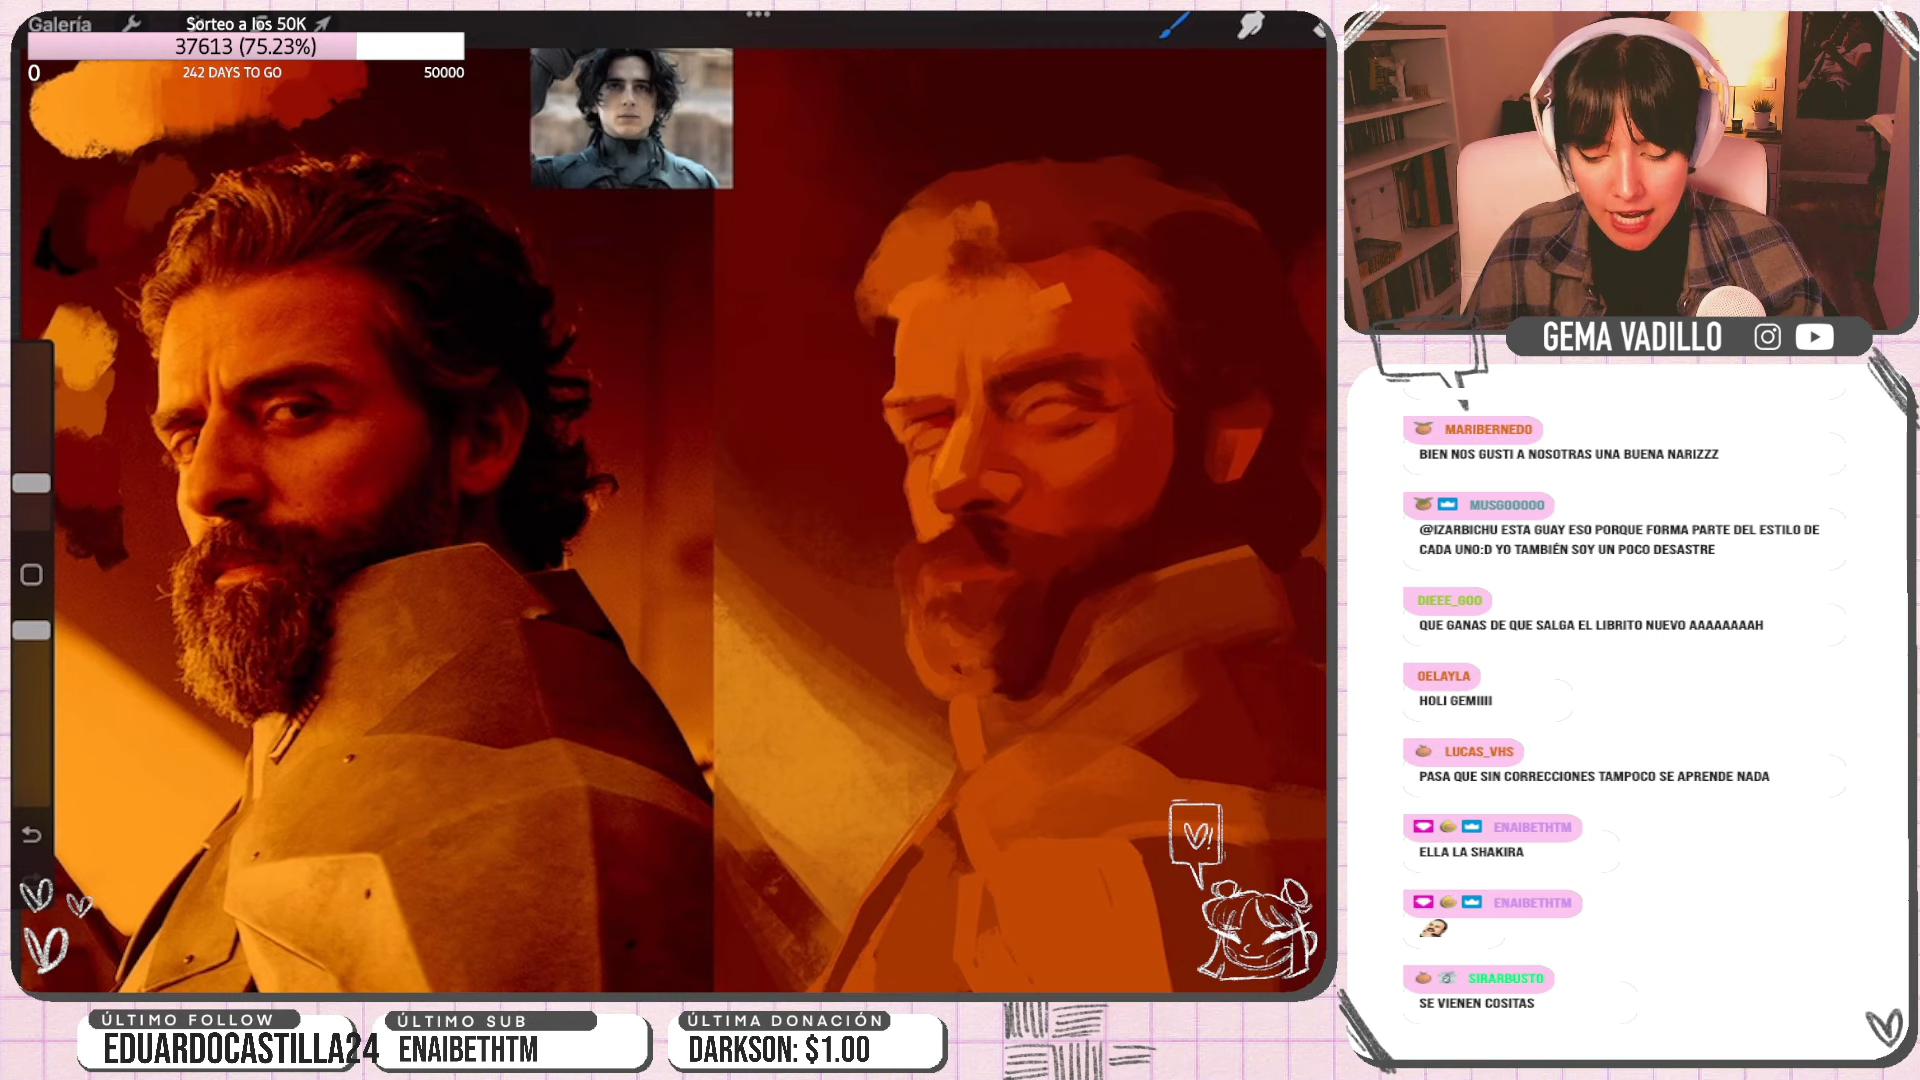 Galería
Sorteo a los 50K
37613 (75.23%)
0
242 DAYS TO GO
50000
GEMA VADILLO
MARIBERNEDO
BIEN NOS GUSTI A NOSOTRAS UNA BUENA NARIZZZ
MUSGOOOOO
@IZARBICHU ESTA GUAY ESO PORQUE FORMA PARTE DEL ESTILO DE
CADA UNO:D YO TAMBIÉN SOY UN POCO DESASTRE
DIEEE_GOO
QUE GANAS DE QUE SALGA EL LIBRITO NUEVO AAAAAAAAH
OELAYLA
HOLI GEMIIII
LUCAS_VHS
PASA QUE SIN CORRECCIONES TAMPOCO SE APRENDE NADA
ENAIBETHTM
ELLA LA SHAKIRA
ENAIBETHTM
SIRARBUSTO
SE VIENEN COSITAS
ÚLTIMO FOLLOW
EDUARDOCASTILLA24
ÚLTIMO SUB
ENAIBETHTM
ÚLTIMA DONACIÓN
DARKSON: $1.00